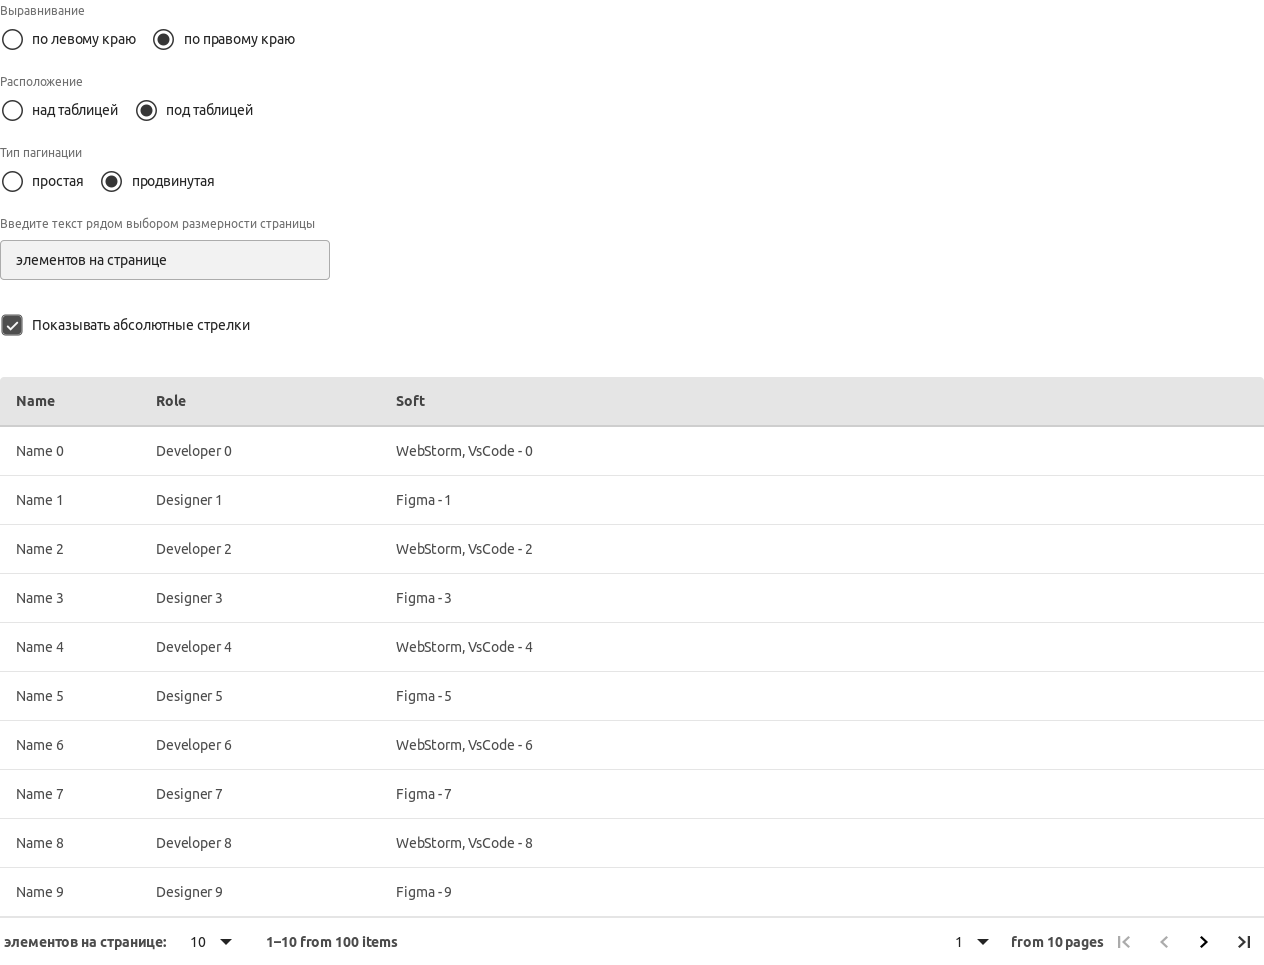 Выравнивание
по левому краю по правому краю
Расположение
над таблицей под таблицей
Тип пагинации
простая продвинутая
Введите текст рядом выбором размерности страницы
элементов на странице
Показывать абсолютные стрелки
Name Role Soft
Name 0 Developer 0 WebStorm, VsCode - 0
Name 1 Designer 1 Figma - 1
Name 2 Developer 2 WebStorm, VsCode - 2
Name 3 Designer 3 Figma - 3
Name 4 Developer 4 WebStorm, VsCode - 4
Name 5 Designer 5 Figma - 5
Name 6 Developer 6 WebStorm, VsCode - 6
Name 7 Designer 7 Figma - 7
Name 8 Developer 8 WebStorm, VsCode - 8
Name 9 Designer 9 Figma - 9
элементов на странице: 10 1–10 from 100 items 1 from 10 pages